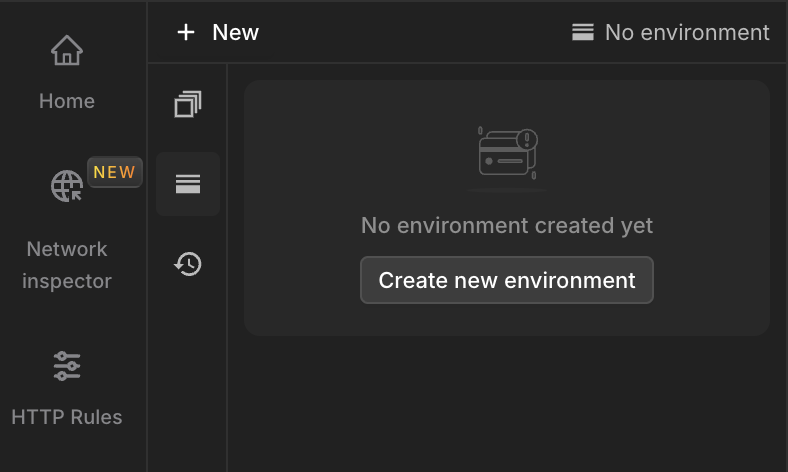 Home
NEW
Network
inspector
HTTP Rules
New
No environment
No environment created yet
Create new environment